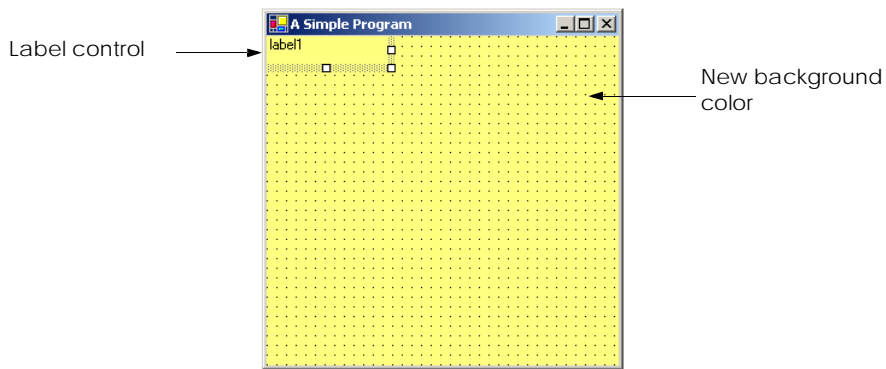 A Simple Program
Label control
label1
New background
color